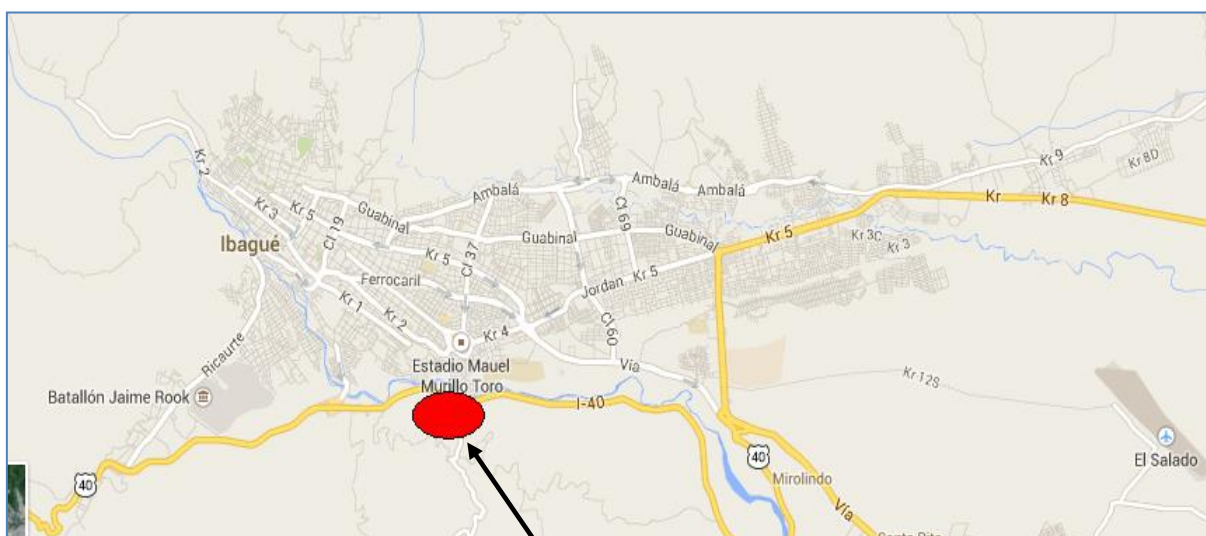 Kr 2
Kr 3
Kr 5
Cl 19
Ibagué
Guabinal
Ambalá
Ambalá
Ambalá
Cl 69
Guabinal
Guabinal
Kr 5
Cl 37
Ferrocaril
Kr 1
Kr 2
Kr 4
Jordan
Kr 5
Cl 60
Kr 5
Kr 3C
Kr 3
Kr
Kr 8
Kr 9
Kr 8D
Ricaurte
Estadio Mauel
Murillo Toro
Vía
Kr 12S
Batallón Jaime Rook
I-40
40
40
Mirolindo
Vía
El Salado